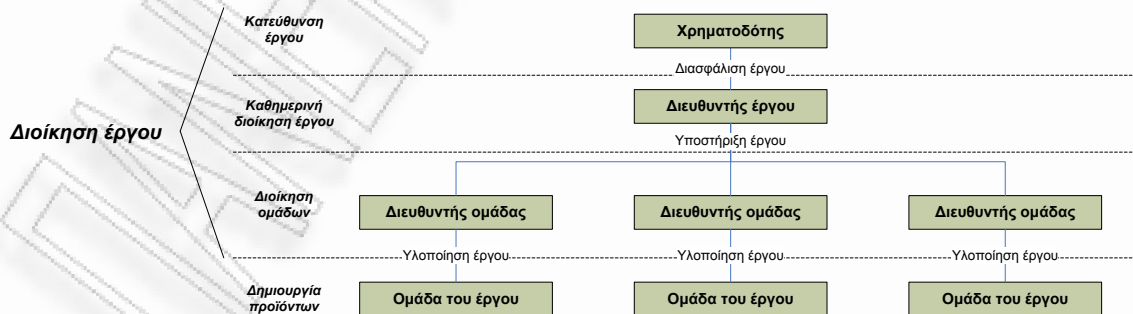 Κατεύθυνση
έργου
Χρηματοδότης
Διασφάλιση έργου
Καθημερινή
διοίκηση έργου
Διευθυντής έργου
Διοίκηση έργου
Υποστήριξη έργου
Διοίκηση
ομάδων
Διευθυντής ομάδας
Διευθυντής ομάδας
Διευθυντής ομάδας
Υλοποίηση έργου
Υλοποίηση έργου
Υλοποίηση έργου
Δημιουργία
προϊόντων
Ομάδα του έργου
Ομάδα του έργου
Ομάδα του έργου